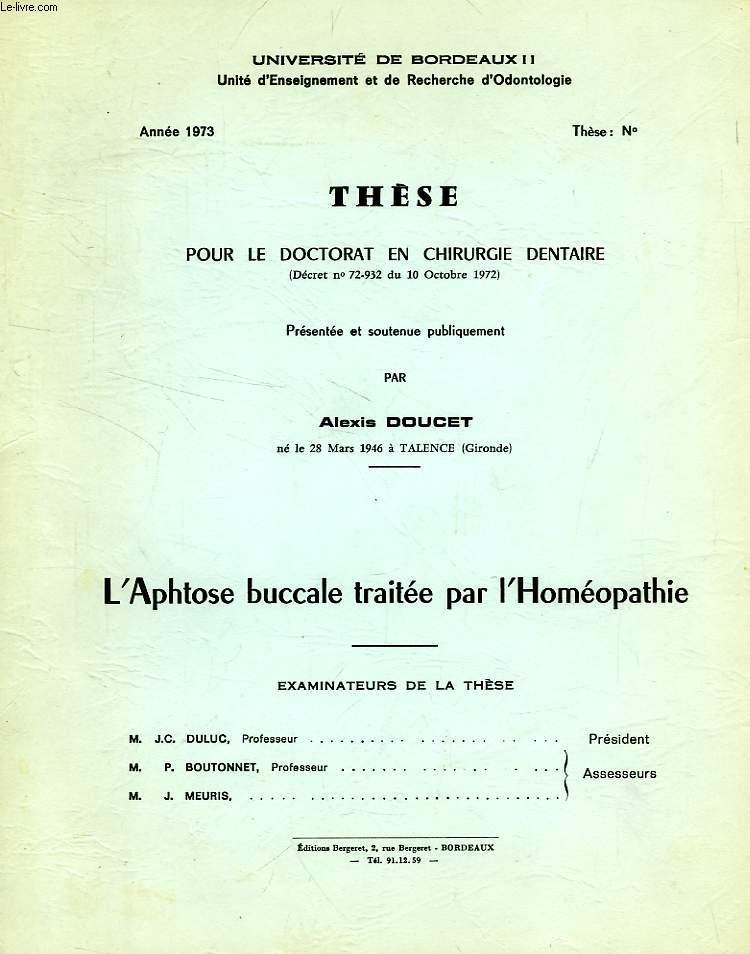 Le-livre.com
UNIVERSITÉ DE BORDEAUX II
Unité d'Enseignement et de Recherche d'Odontologie
Année 1973 Thèse : Nº
THÈSE
POUR LE DOCTORAT EN CHIRURGIE DENTAIRE
(Décret nº 72-932 du 10 Octobre 1972)
Présentée et soutenue publiquement
PAR
Alexis DOUCET
né le 28 Mars 1946 à TALENCE (Gironde)
L'Aphtose buccale traitée par l'Homéopathie
EXAMINATEURS DE LA THÈSE
M. J.C. DULUC, Professeur . . . . . . . . . . . . . . . . . . . . . . Président
M. P. BOUTONNET, Professeur . . . . . . . . . . . . . . . . . .
Assesseurs
M. J. MEURIS, . . . . . . . . . . . . . . . . . . . . . . . . . . . . . .
Éditions Bergeret, 2, rue Bergeret - BORDEAUX
— Tél. 91.12.59 —